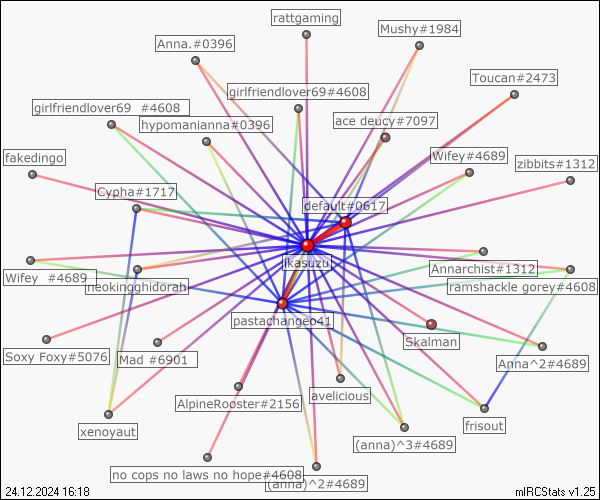 rattgaming
Mushy#1984
Anna.#0396
Toucan#2473
girlfriendlover69#4608
girlfriendlover69 #4608
ace deucy#7097
hypomanianna#0396
Wifey#4689
fakedingo
zibbits#1312
Cypha#1717
default#0617
ikasuzu
Annarchist#1312
Wifey #4689
neokingghidorah
ranshackle gorey#4608
pastachangeo41
Skalman
Soxy Foxy#5076
Mad #6901
Anna^2#4689
avelicious
AlpineRooster#2156
frisout
xenoyaut
(anna)^3#4689
no cops no laws no hope#4608
(anna)^2#4689
24.12.2024 16:18
mIRCStats v1.25